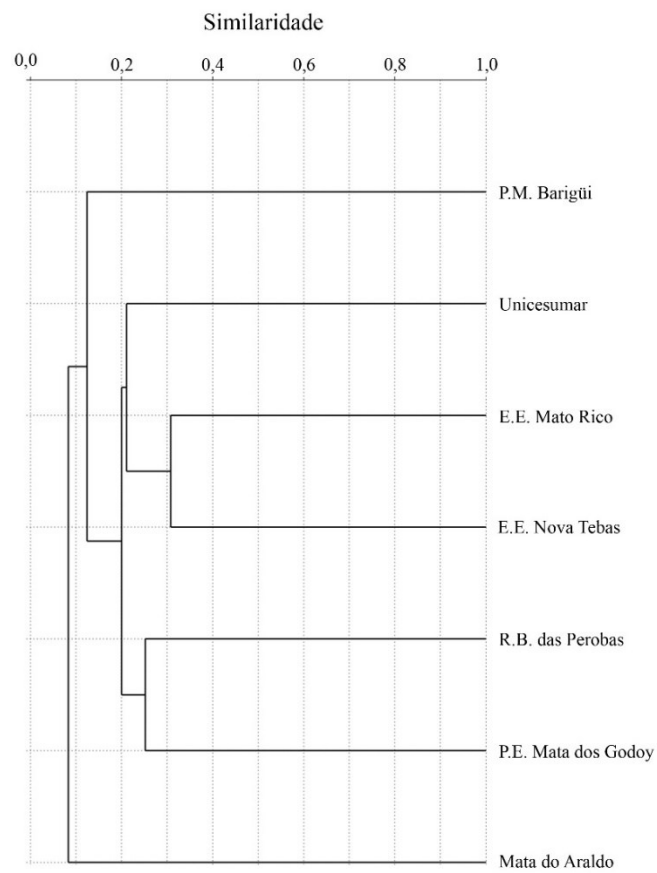 Similaridade
0,0 0,2 0,4 0,6 0,8 1,0
P.M. Barigüi
Unicesumar
E.E. Mato Rico
E.E. Nova Tebas
R.B. das Perobas
P.E. Mata dos Godoy
Mata do Araldo